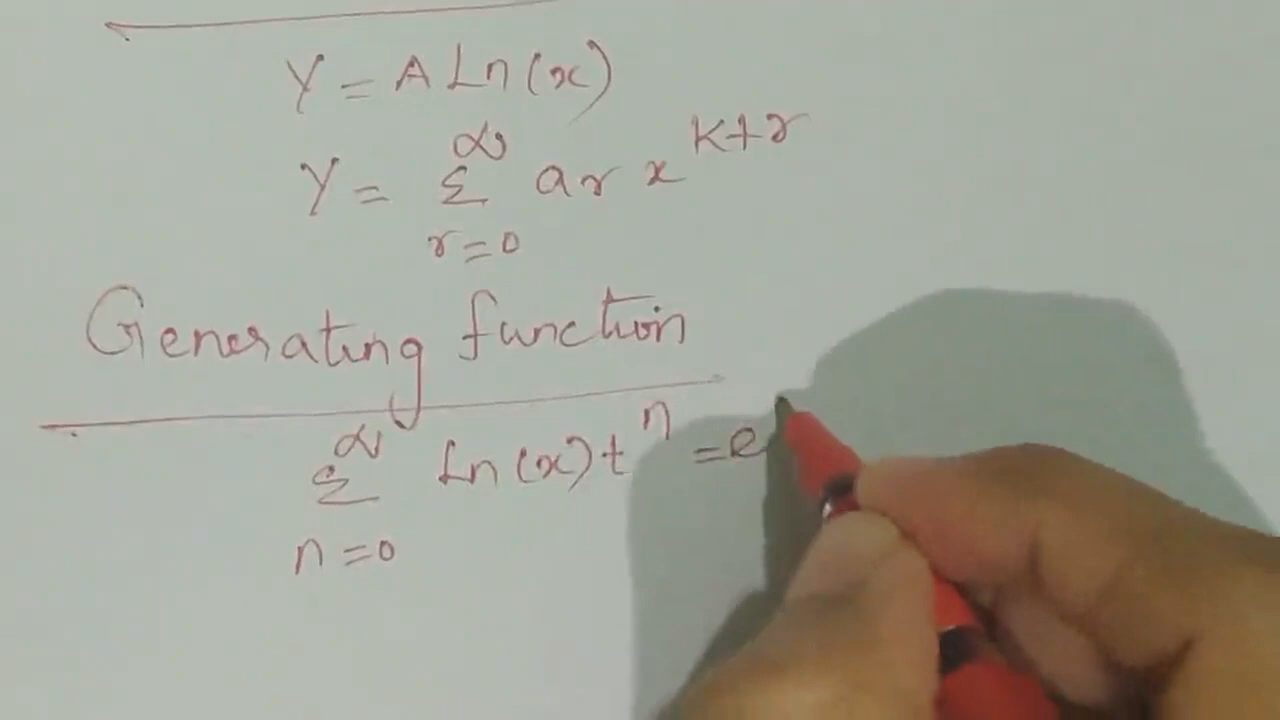 Y = A Ln(x)
∞
Y = Σ ar x^{k+r}
r=0
Generating function
∞
Σ Ln(x) t^n = e
n=0